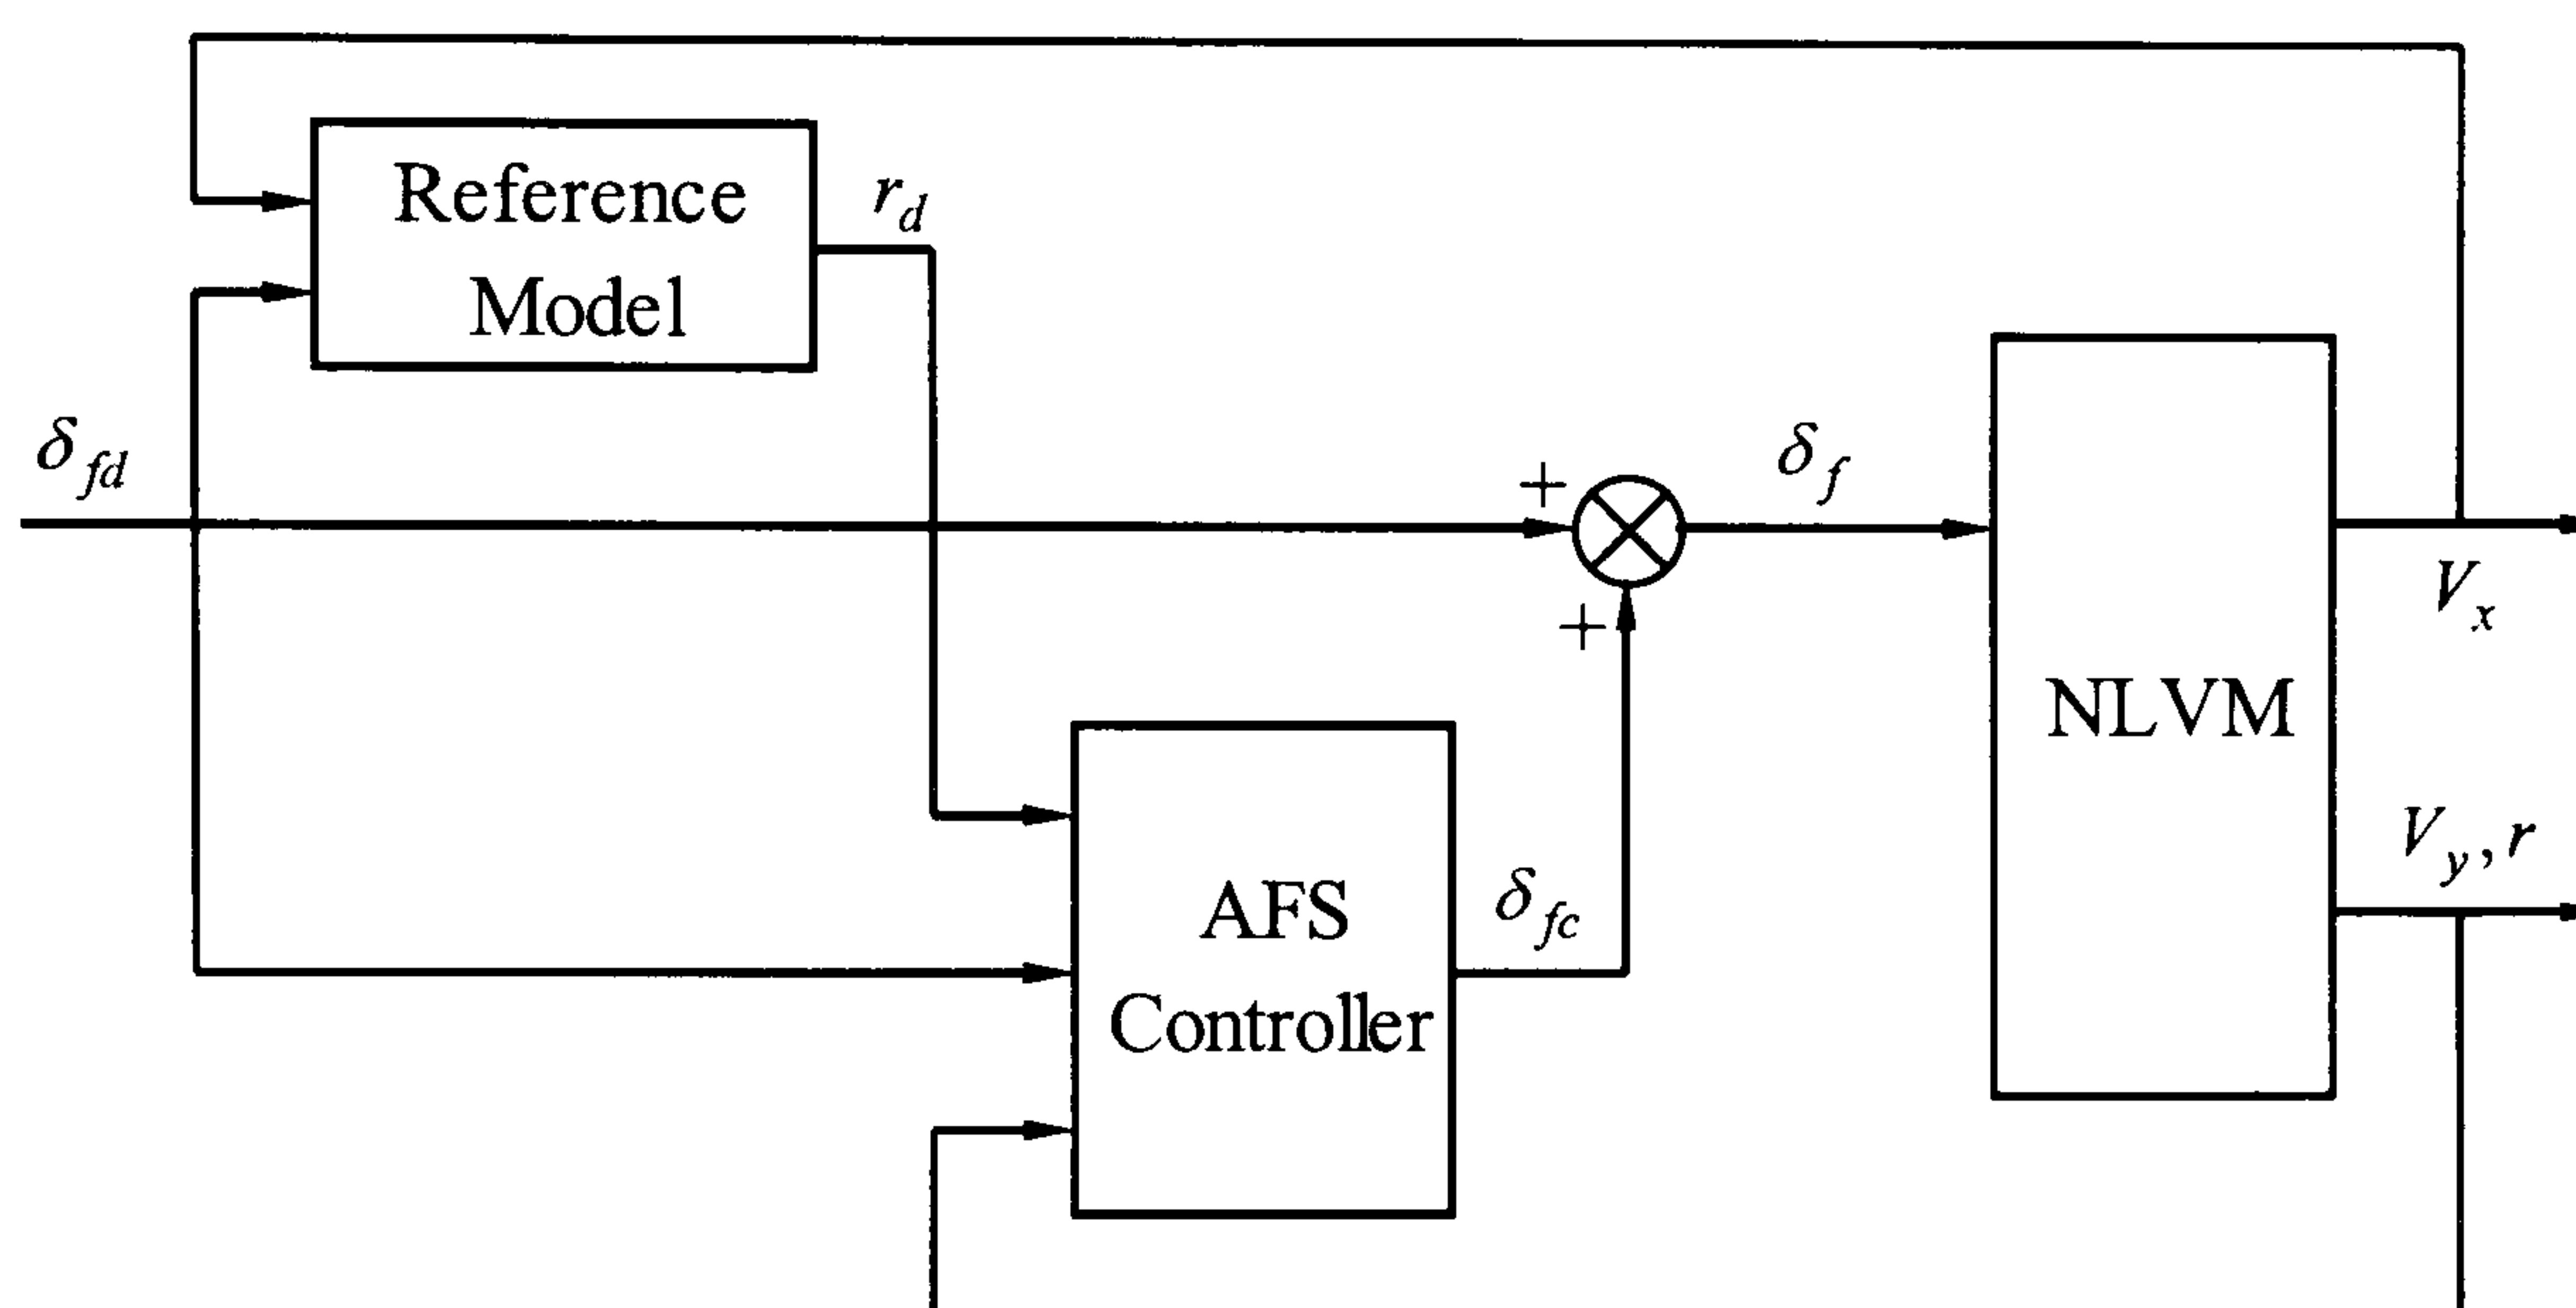 Reference
Model
r_d
δ_fd
+
δ_f
V_x
+
NLVM
V_y, r
AFS
Controller
δ_fc